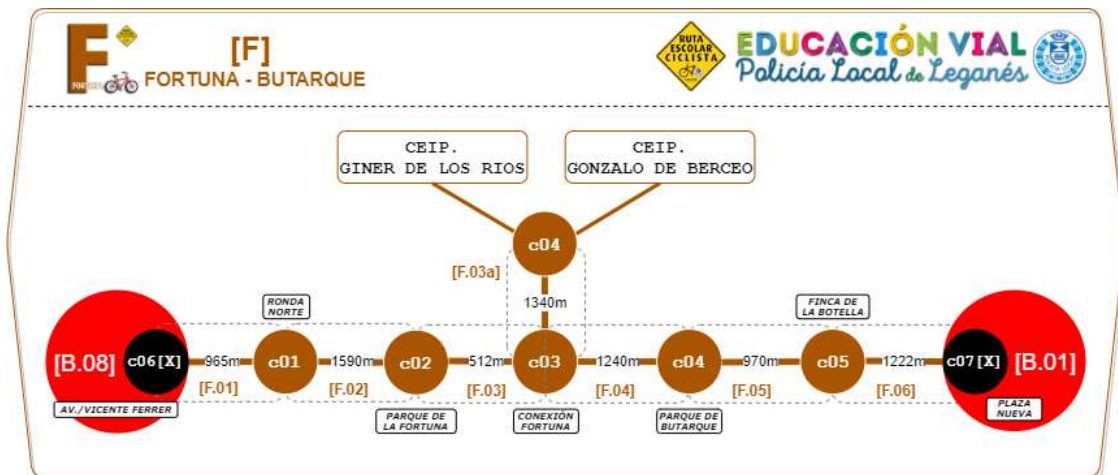 F
FORTUNA
[F]
FORTUNA - BUTARQUE
RUTA
ESCOLAR
CICLISTA
EDUCACIÓN VIAL
Policía Local de Leganés
CEIP.
GINER DE LOS RIOS
CEIP.
GONZALO DE BERCEO
c04
[F.03a]
1340m
RONDA
NORTE
FINCA DE
LA BOTELLA
[B.08]
c06[X]
965m
c01
1590m
c02
512m
c03
1240m
c04
970m
c05
1222m
c07[X]
[B.01]
[F.01]
[F.02]
[F.03]
[F.04]
[F.05]
[F.06]
AV./VICENTE FERRER
PARQUE DE
LA FORTUNA
CONEXIÓN
FORTUNA
PARQUE DE
BUTARQUE
PLAZA
NUEVA